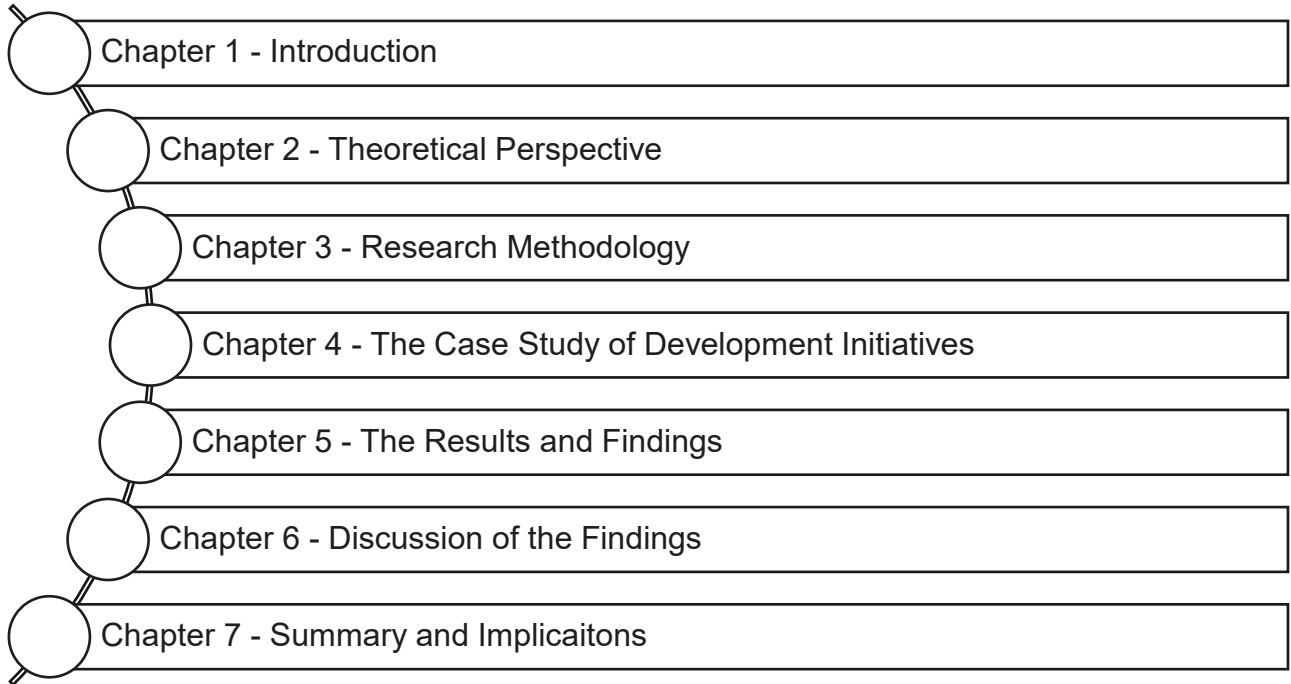 Chapter 1 - Introduction
Chapter 2 - Theoretical Perspective
Chapter 3 - Research Methodology
Chapter 4 - The Case Study of Development Initiatives
Chapter 5 - The Results and Findings
Chapter 6 - Discussion of the Findings
Chapter 7 - Summary and Implicaitons